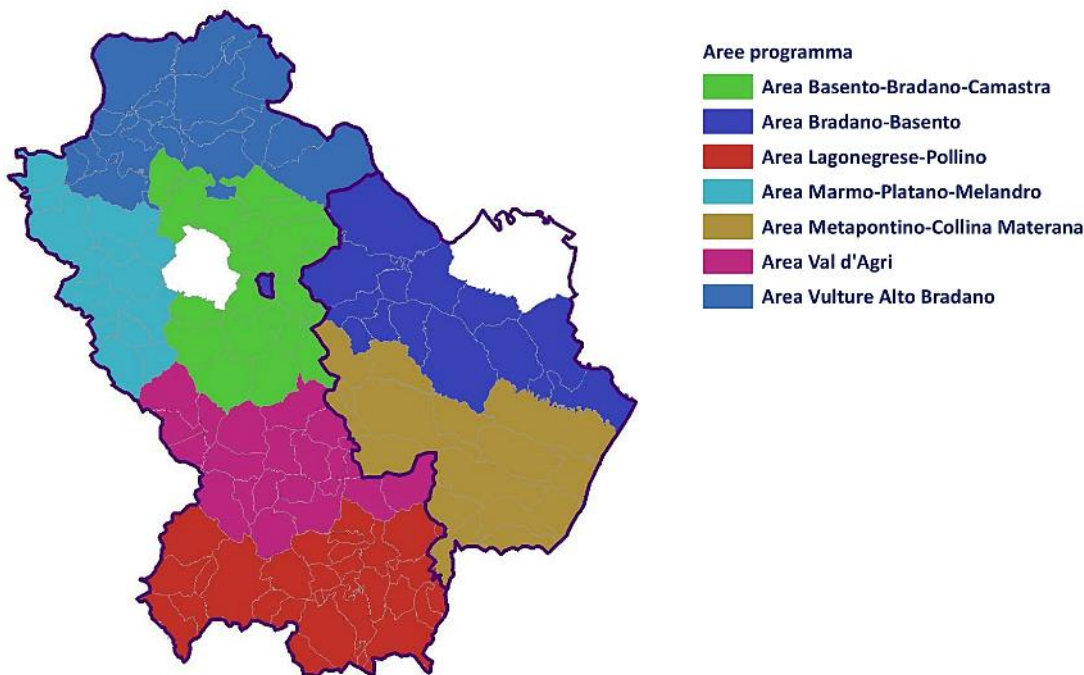 Aree programma
Area Basento-Bradano-Camastra
Area Bradano-Basento
Area Lagonegrese-Pollino
Area Marmo-Platano-Melandro
Area Metapontino-Collina Materana
Area Val d'Agri
Area Vulture Alto Bradano